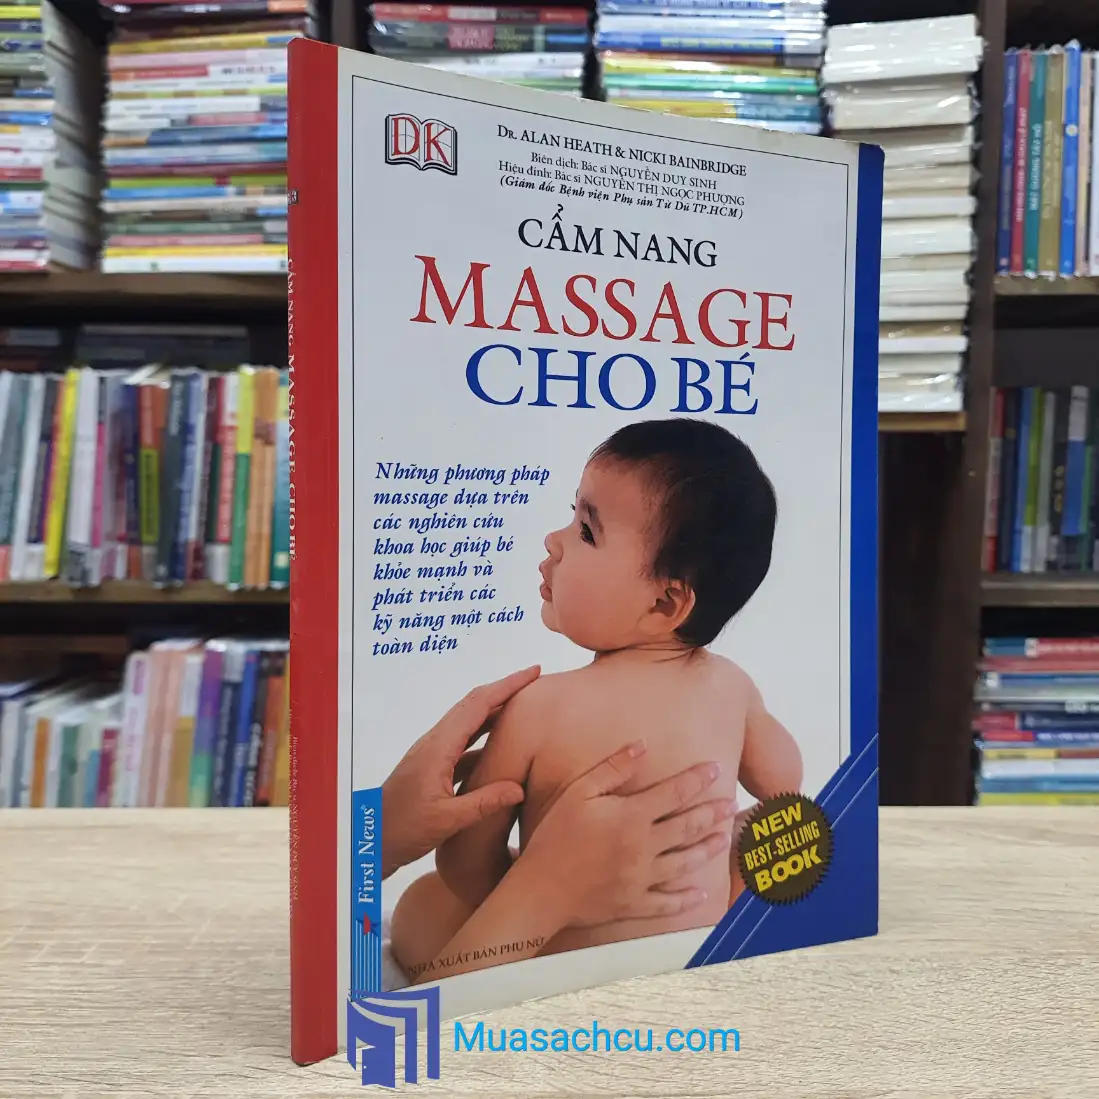 DK
DR. ALAN HEATH & NICKI BAINBRIDGE
Biên dịch: Bác sĩ NGUYỄN DUY SINH
Hiệu đính: Bác sĩ NGUYỄN THỊ NGỌC PHƯỢNG
(Giám đốc Bệnh viện Phụ sản Từ Dũ TP.HCM)
CẨM NANG
MASSAGE
CHO BÉ
Những phương pháp
massage dựa trên
các nghiên cứu
khoa học giúp bé
khỏe mạnh và
phát triển các
kỹ năng một cách
toàn diện
NEW
BEST-SELLING
BOOK
First News
NHÀ XUẤT BẢN PHỤ NỮ
CẨM NANG MASSAGE CHO BÉ
Muasachcu.com